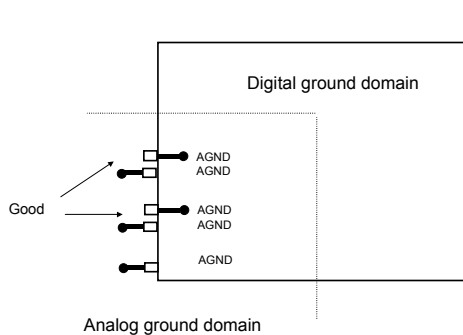 Digital ground domain
AGND
AGND
Good
AGND
AGND
AGND
Analog ground domain